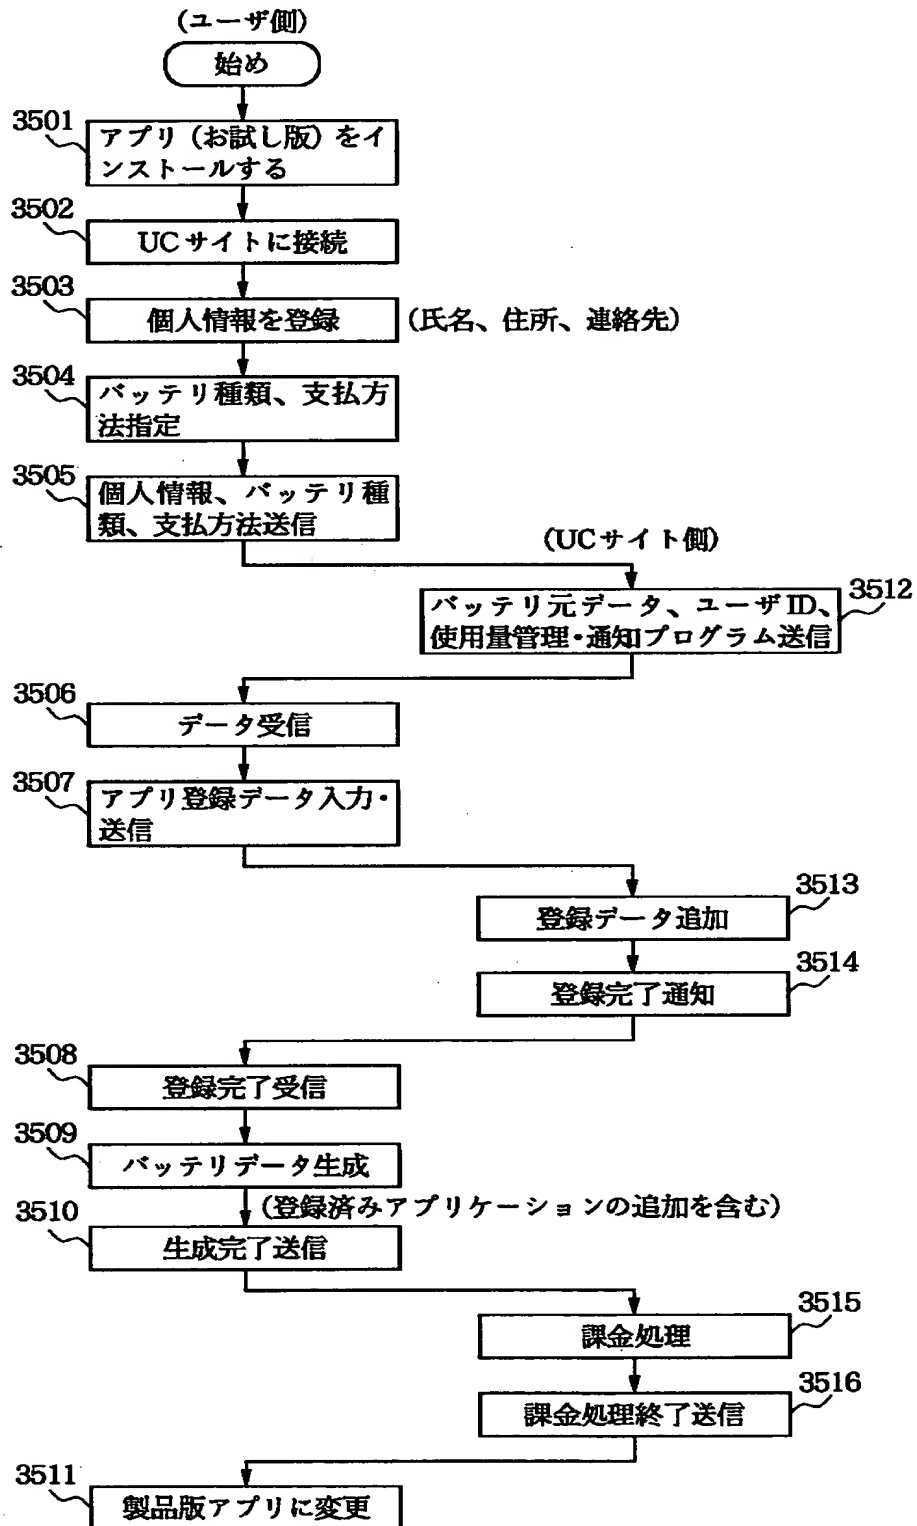 (ユーザ側)
始め
3501
アプリ(お試し版)をイ
ンストールする
3502
UCサイトに接続
3503
個人情報を登録
(氏名、住所、連絡先)
3504
バッテリ種類、支払方
法指定
3505
個人情報、バッテリ種
類、支払方法送信
(UCサイト側)
3512
バッテリ元データ、ユーザID、
使用量管理・通知プログラム送信
3506
データ受信
3507
アプリ登録データ入力・
送信
3513
登録データ追加
3514
登録完了通知
3508
登録完了受信
3509
バッテリデータ生成
(登録済みアプリケーションの追加を含む)
3510
生成完了送信
3515
課金処理
3516
課金処理終了送信
3511
製品版アプリに変更